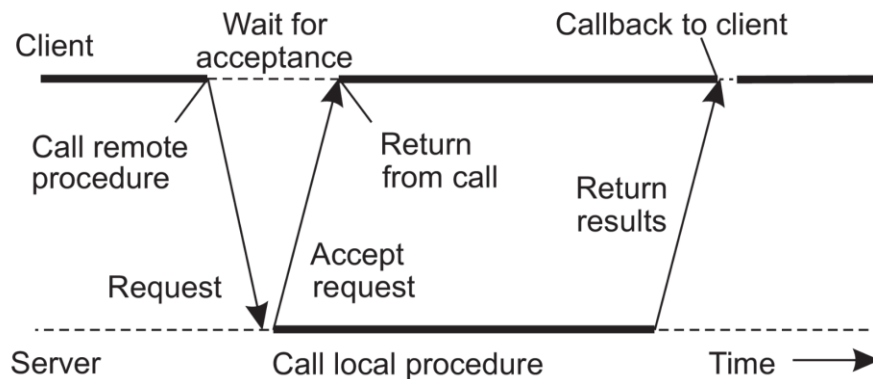 Client
Wait for
acceptance
Callback to client
Call remote
procedure
Return
from call
Return
results
Request
Accept
request
Server
Call local procedure
Time